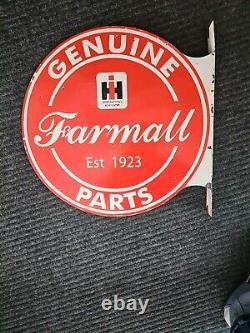 GENUINE
IH
Farmall
Est 1923
PARTS